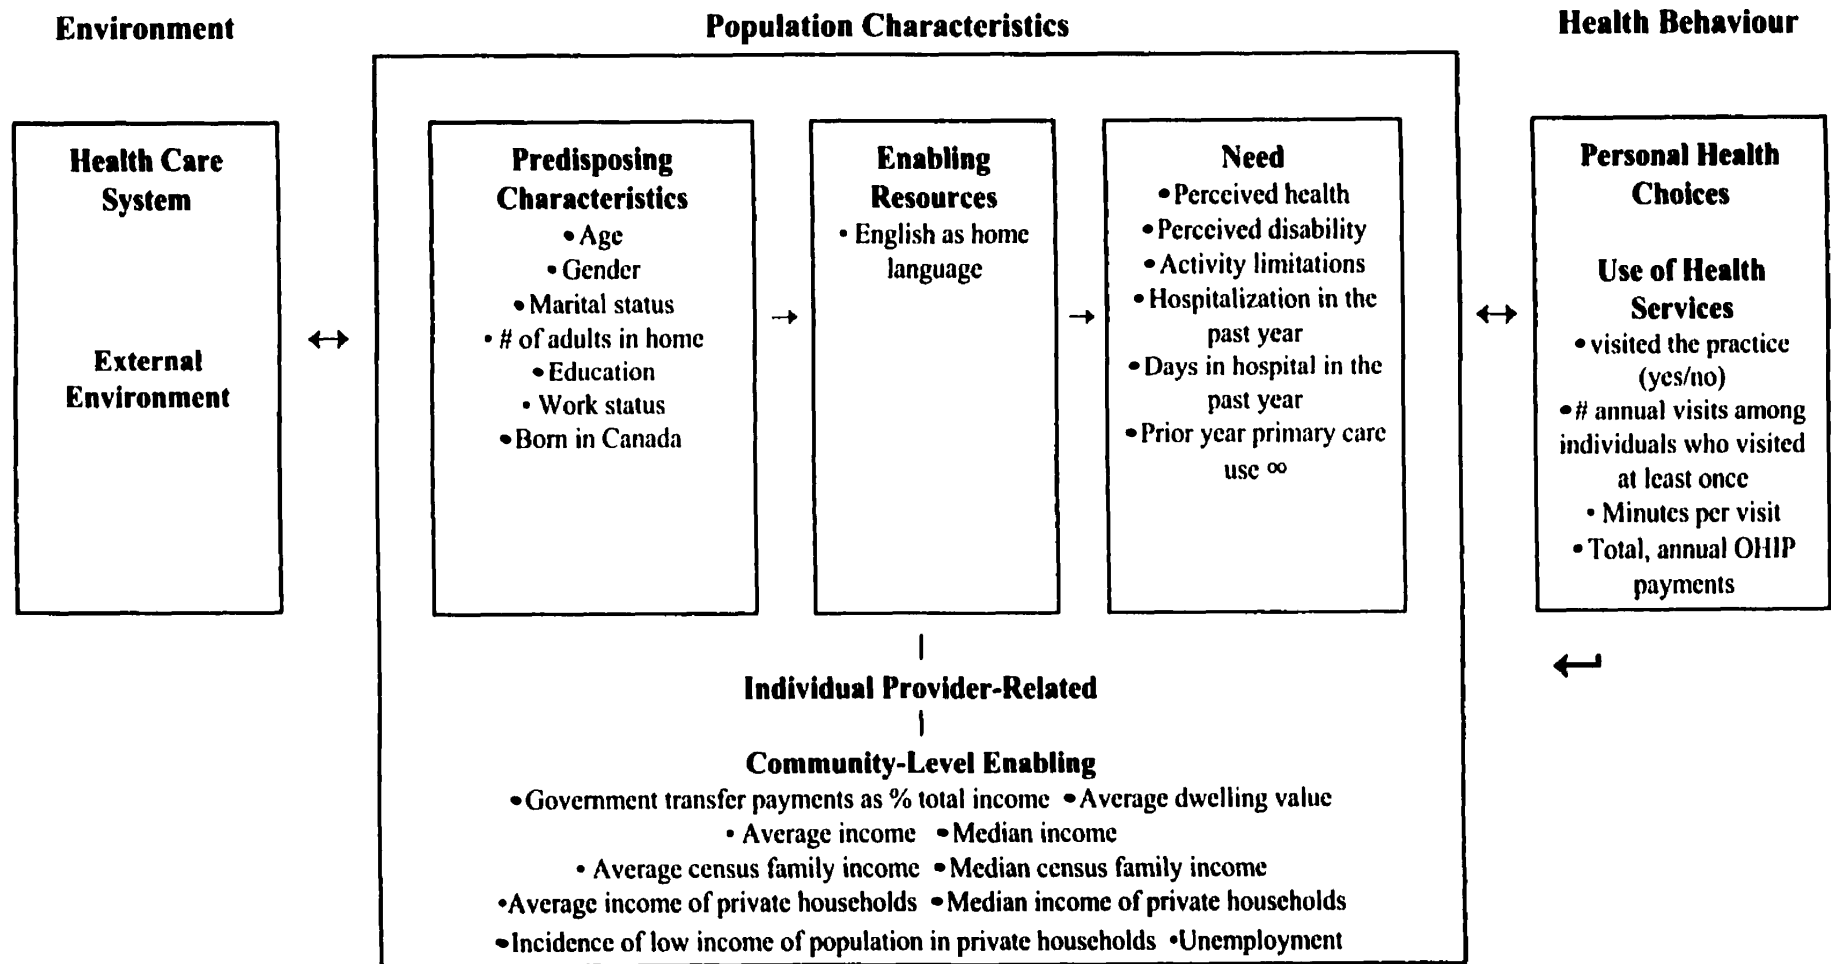 Environment
Population Characteristics
Health Behaviour
Health Care
System
External
Environment
Predisposing
Characteristics
•Age
•Gender
•Marital status
•# of adults in home
•Education
•Work status
•Born in Canada
Enabling
Resources
•English as home
language
Need
•Perceived health
•Perceived disability
•Activity limitations
•Hospitalization in the
past year
•Days in hospital in the
past year
•Prior year primary care
use ∞
Personal Health
Choices
Use of Health
Services
•visited the practice
(yes/no)
•# annual visits among
individuals who visited
at least once
•Minutes per visit
•Total, annual OHIP
payments
Individual Provider-Related
Community-Level Enabling
•Government transfer payments as % total income •Average dwelling value
•Average income •Median income
•Average census family income •Median census family income
•Average income of private households •Median income of private households
•Incidence of low income of population in private households •Unemployment